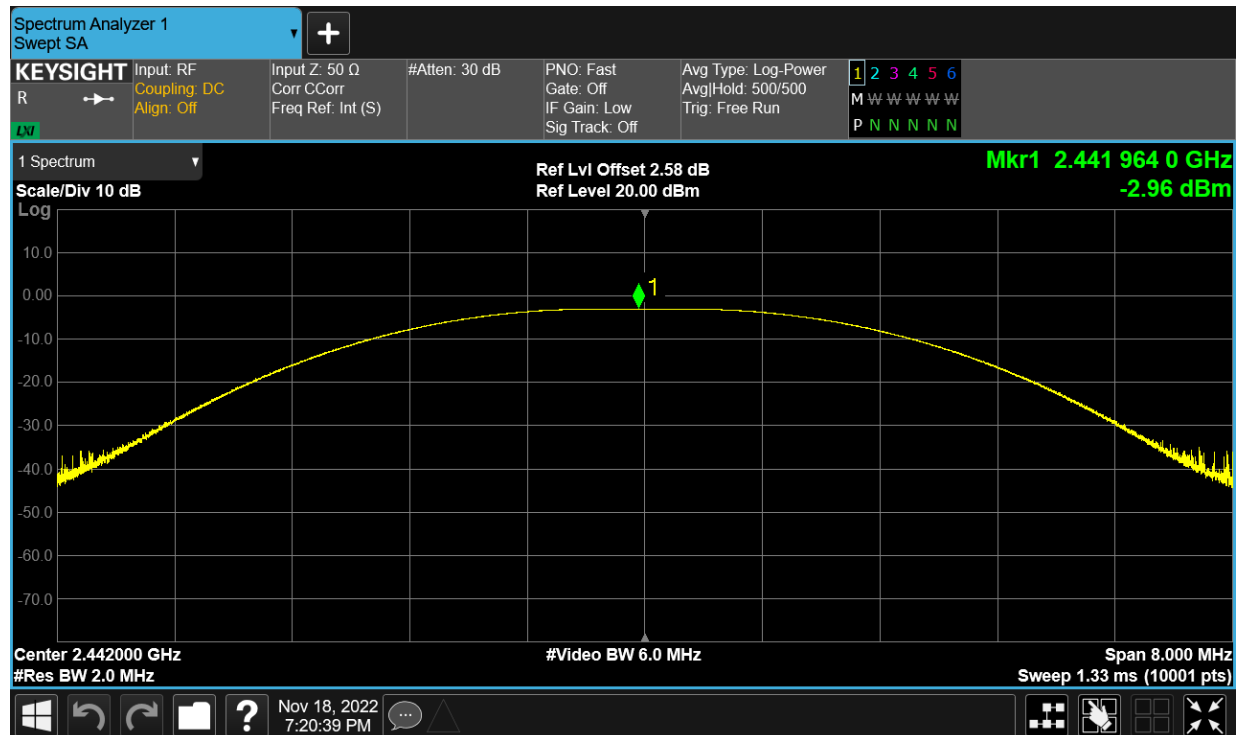 Spectrum Analyzer 1
Swept SA
+
KEYSIGHT Input: RF Input Z: 50 Ω #Atten: 30 dB PNO: Fast Avg Type: Log-Power 1 2 3 4 5 6
R Coupling: DC Corr CCorr Gate: Off Avg|Hold: 500/500 M W W W W W
Align: Off Freq Ref: Int (S) IF Gain: Low Trig: Free Run
LXI Sig Track: Off P N N N N N
1 Spectrum Ref Lvl Offset 2.58 dB Mkr1 2.441 964 0 GHz
Scale/Div 10 dB Ref Level 20.00 dBm -2.96 dBm
Log
10.0
0.00
1
-10.0
-20.0
-30.0
-40.0
-50.0
-60.0
-70.0
Center 2.442000 GHz #Video BW 6.0 MHz Span 8.000 MHz
#Res BW 2.0 MHz Sweep 1.33 ms (10001 pts)
? Nov 18, 2022
7:20:39 PM